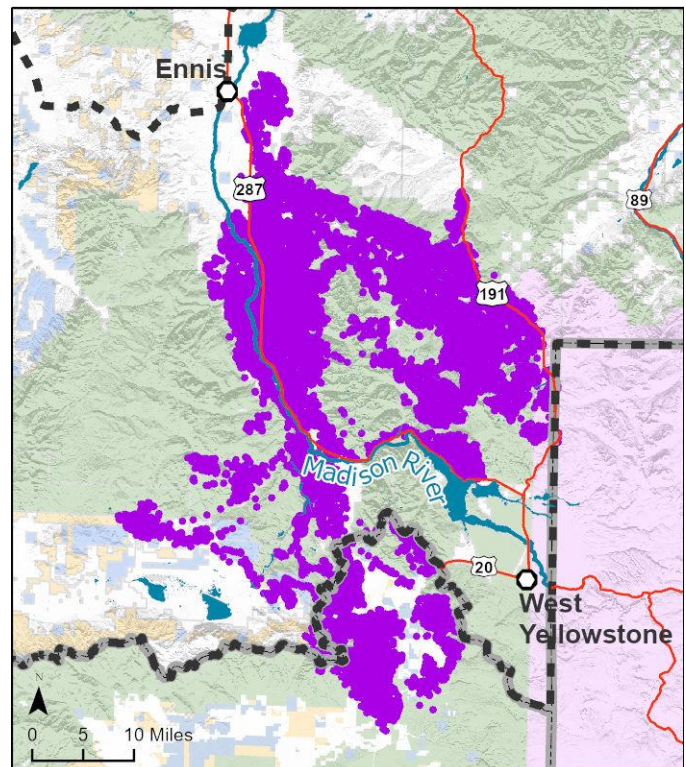 Ennis
287
89
191
Madison River
20
West
Yellowstone
N
0 5 10 Miles